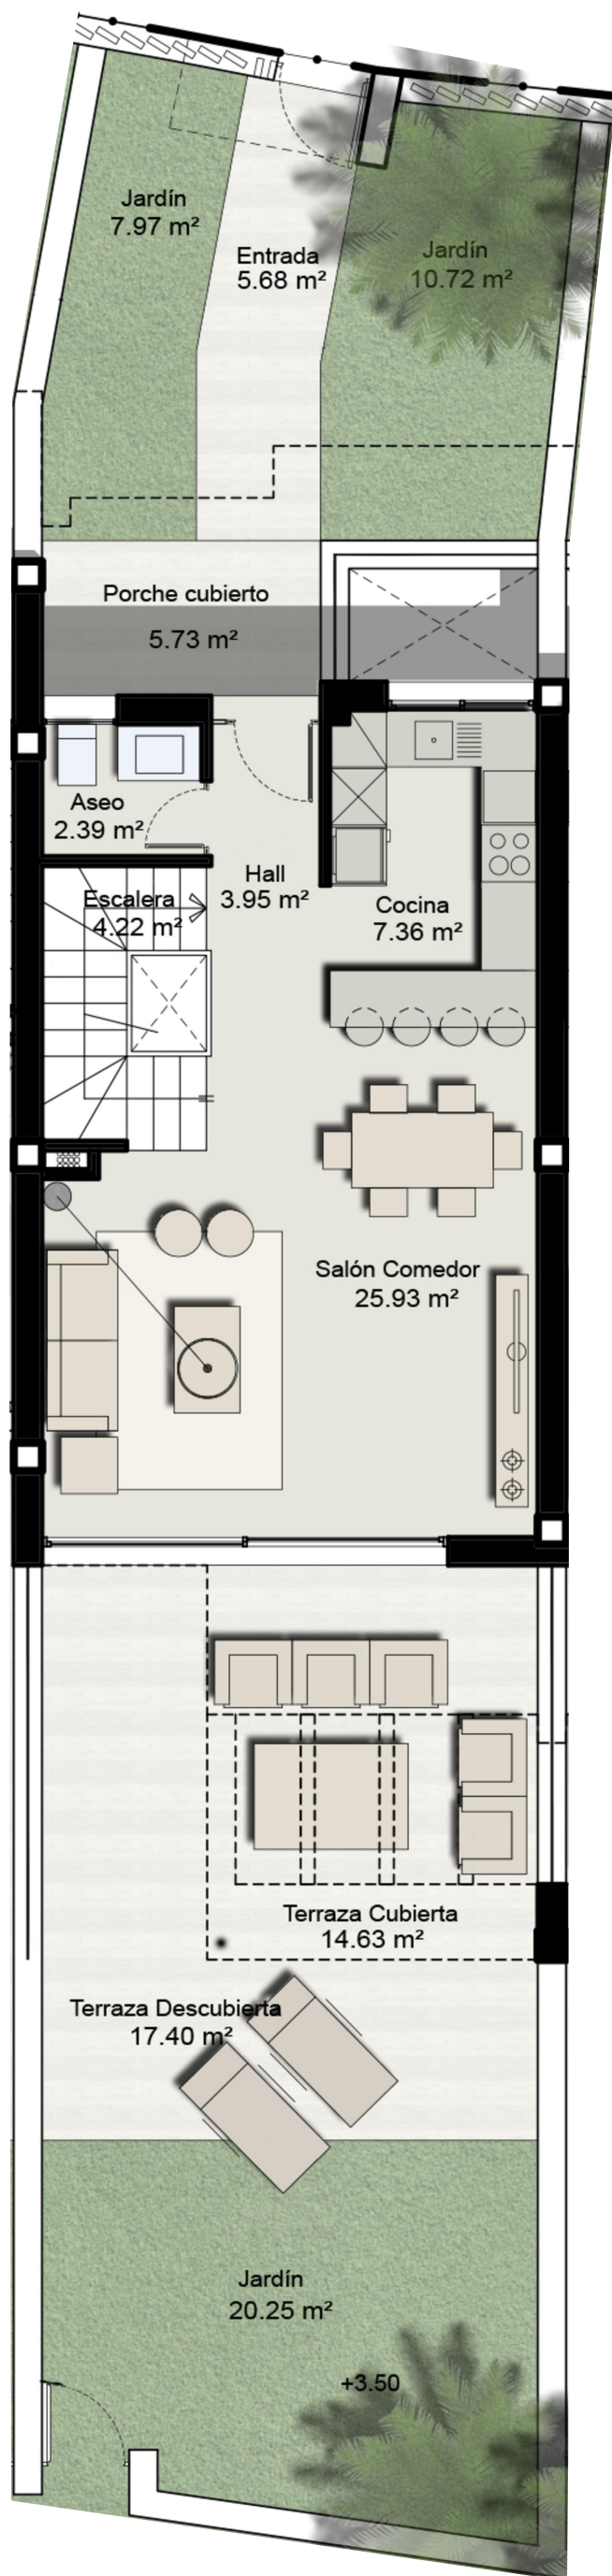 Jardín
7.97 m²
Entrada
5.68 m²
Jardín
10.72 m²
Porche cubierto
5.73 m²
Aseo
2.39 m²
Hall
3.95 m²
Escalera
4.22 m²
Cocina
7.36 m²
Salón Comedor
25.93 m²
Terraza Cubierta
14.63 m²
Terraza Descubierta
17.40 m²
Jardín
20.25 m²
+3.50